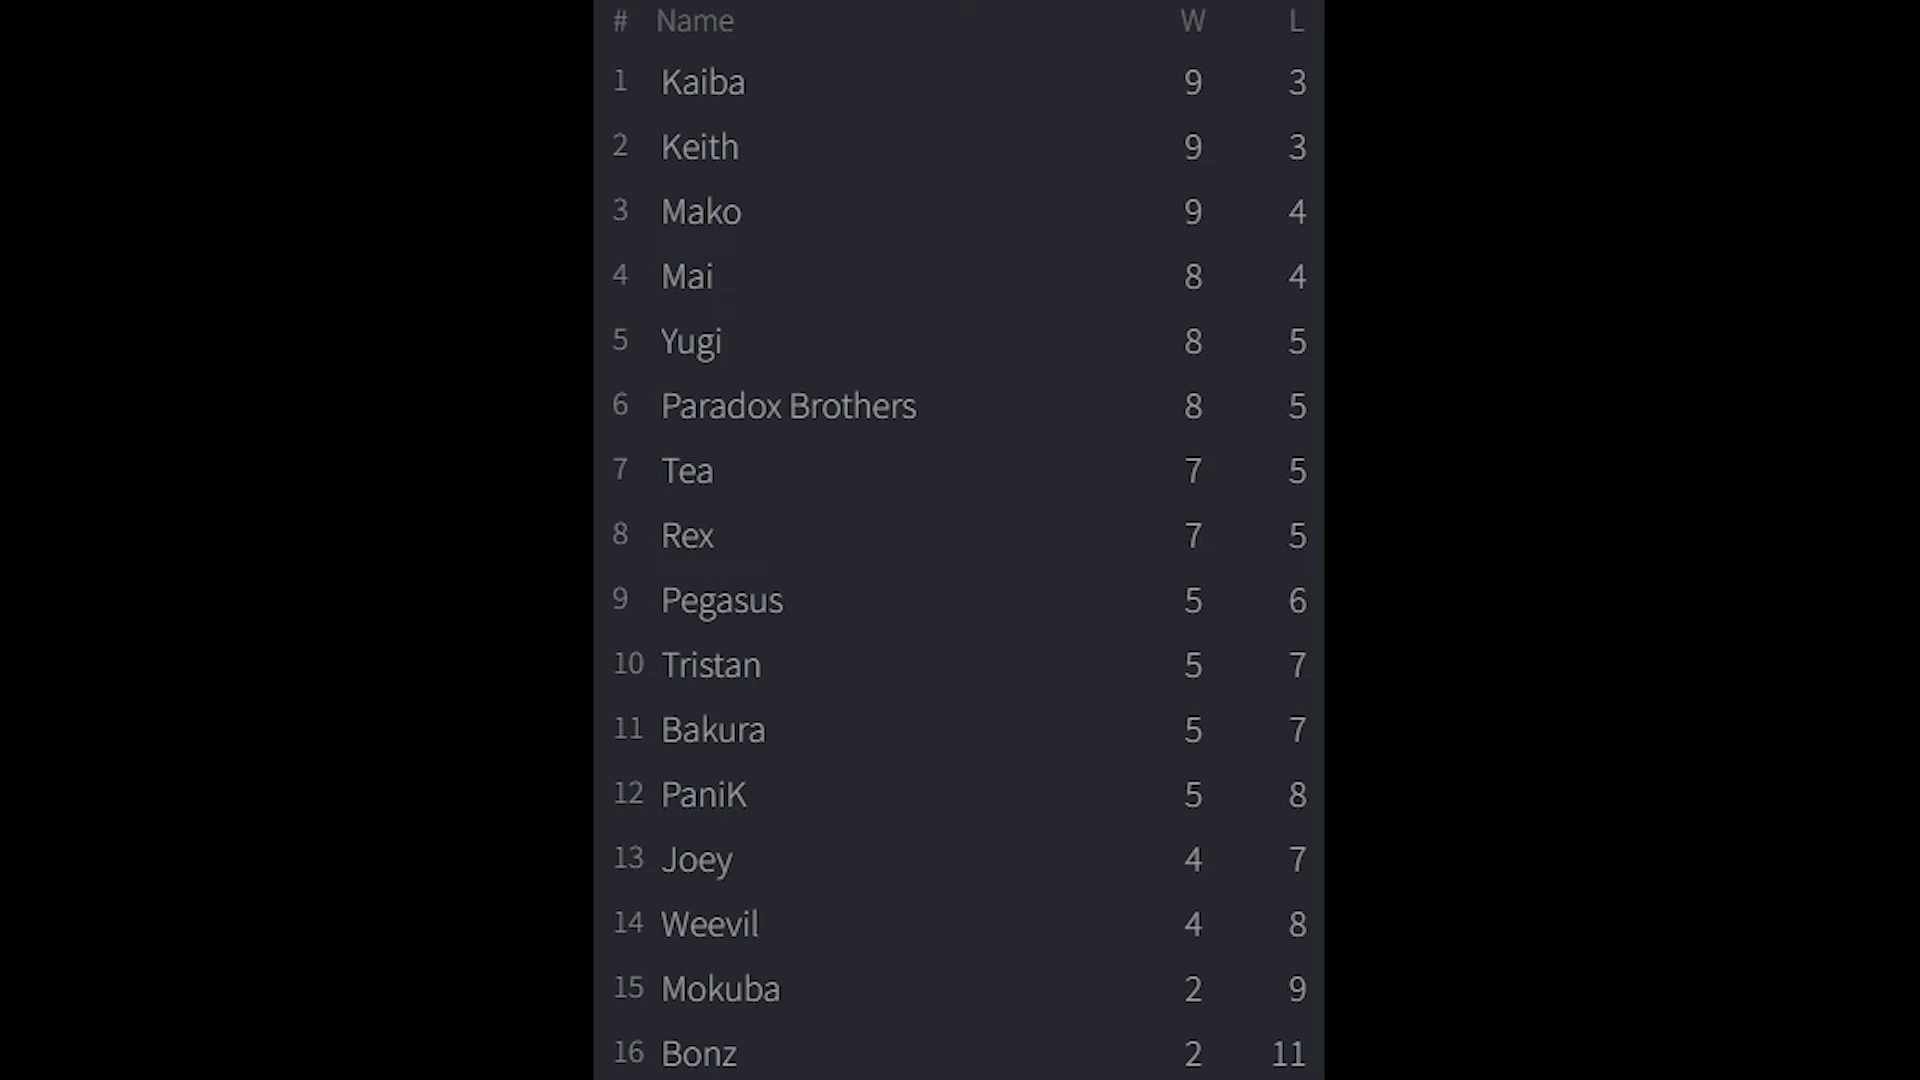 # Name W L
1 Kaiba 9 3
2 Keith 9 3
3 Mako 9 4
4 Mai 8 4
5 Yugi 8 5
6 Paradox Brothers 8 5
7 Tea 7 5
8 Rex 7 5
9 Pegasus 5 6
10 Tristan 5 7
11 Bakura 5 7
12 PaniK 5 8
13 Joey 4 7
14 Weevil 4 8
15 Mokuba 2 9
16 Bonz 2 11